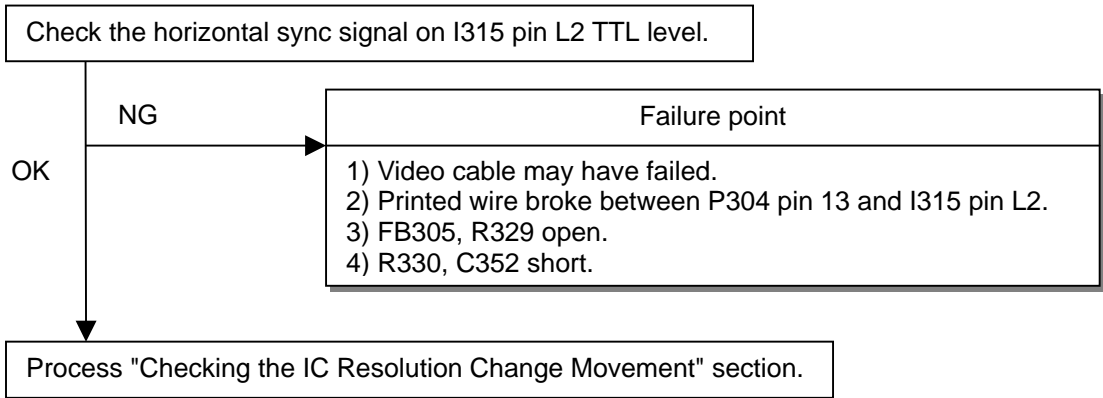 Check the horizontal sync signal on I315 pin L2 TTL level.
NG
Failure point
OK
1) Video cable may have failed.
2) Printed wire broke between P304 pin 13 and I315 pin L2.
3) FB305, R329 open.
4) R330, C352 short.
Process "Checking the IC Resolution Change Movement" section.